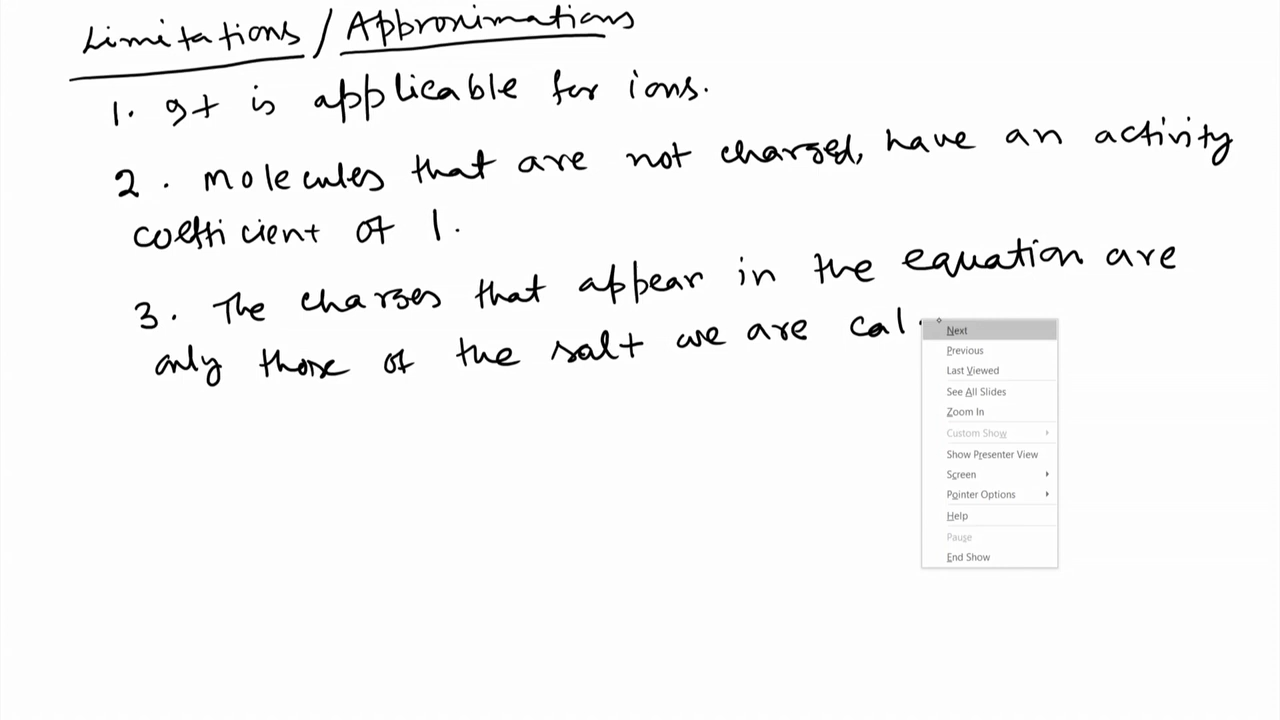 Limitations / Approximations
1. It is applicable for ions.
2. Molecules that are not charged, have an activity
coefficient of 1.
3. The charges that appear in the equation are
only those of the salt we are cal
Next
Previous
Last Viewed
See All Slides
Zoom In
Custom Show
Show Presenter View
Screen
Pointer Options
Help
Pause
End Show